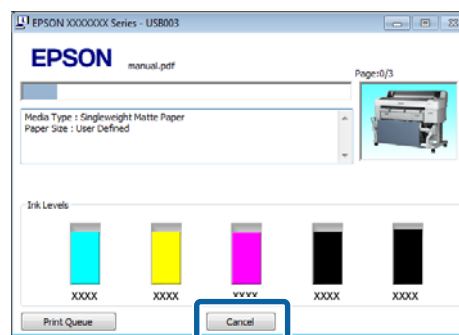 EPSON XXXXXXX Series - USB003
EPSON
manual.pdf
Page:0/3
Media Type : Singleweight Matte Paper
Paper Size : User Defined
Ink Levels
XXXX XXXX XXXX XXXX XXXX
Print Queue Cancel